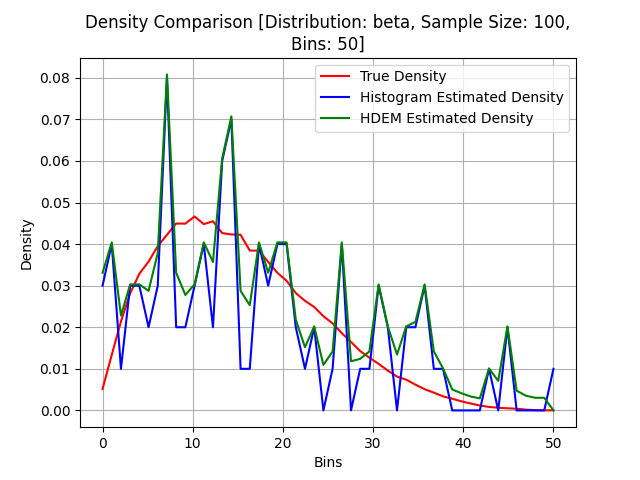 Density Comparison [Distribution: beta, Sample Size: 100,
Bins: 50]
True Density
Histogram Estimated Density
HDEM Estimated Density
Density
0.08
0.07
0.06
0.05
0.04
0.03
0.02
0.01
0.00
0 10 20 30 40 50
Bins